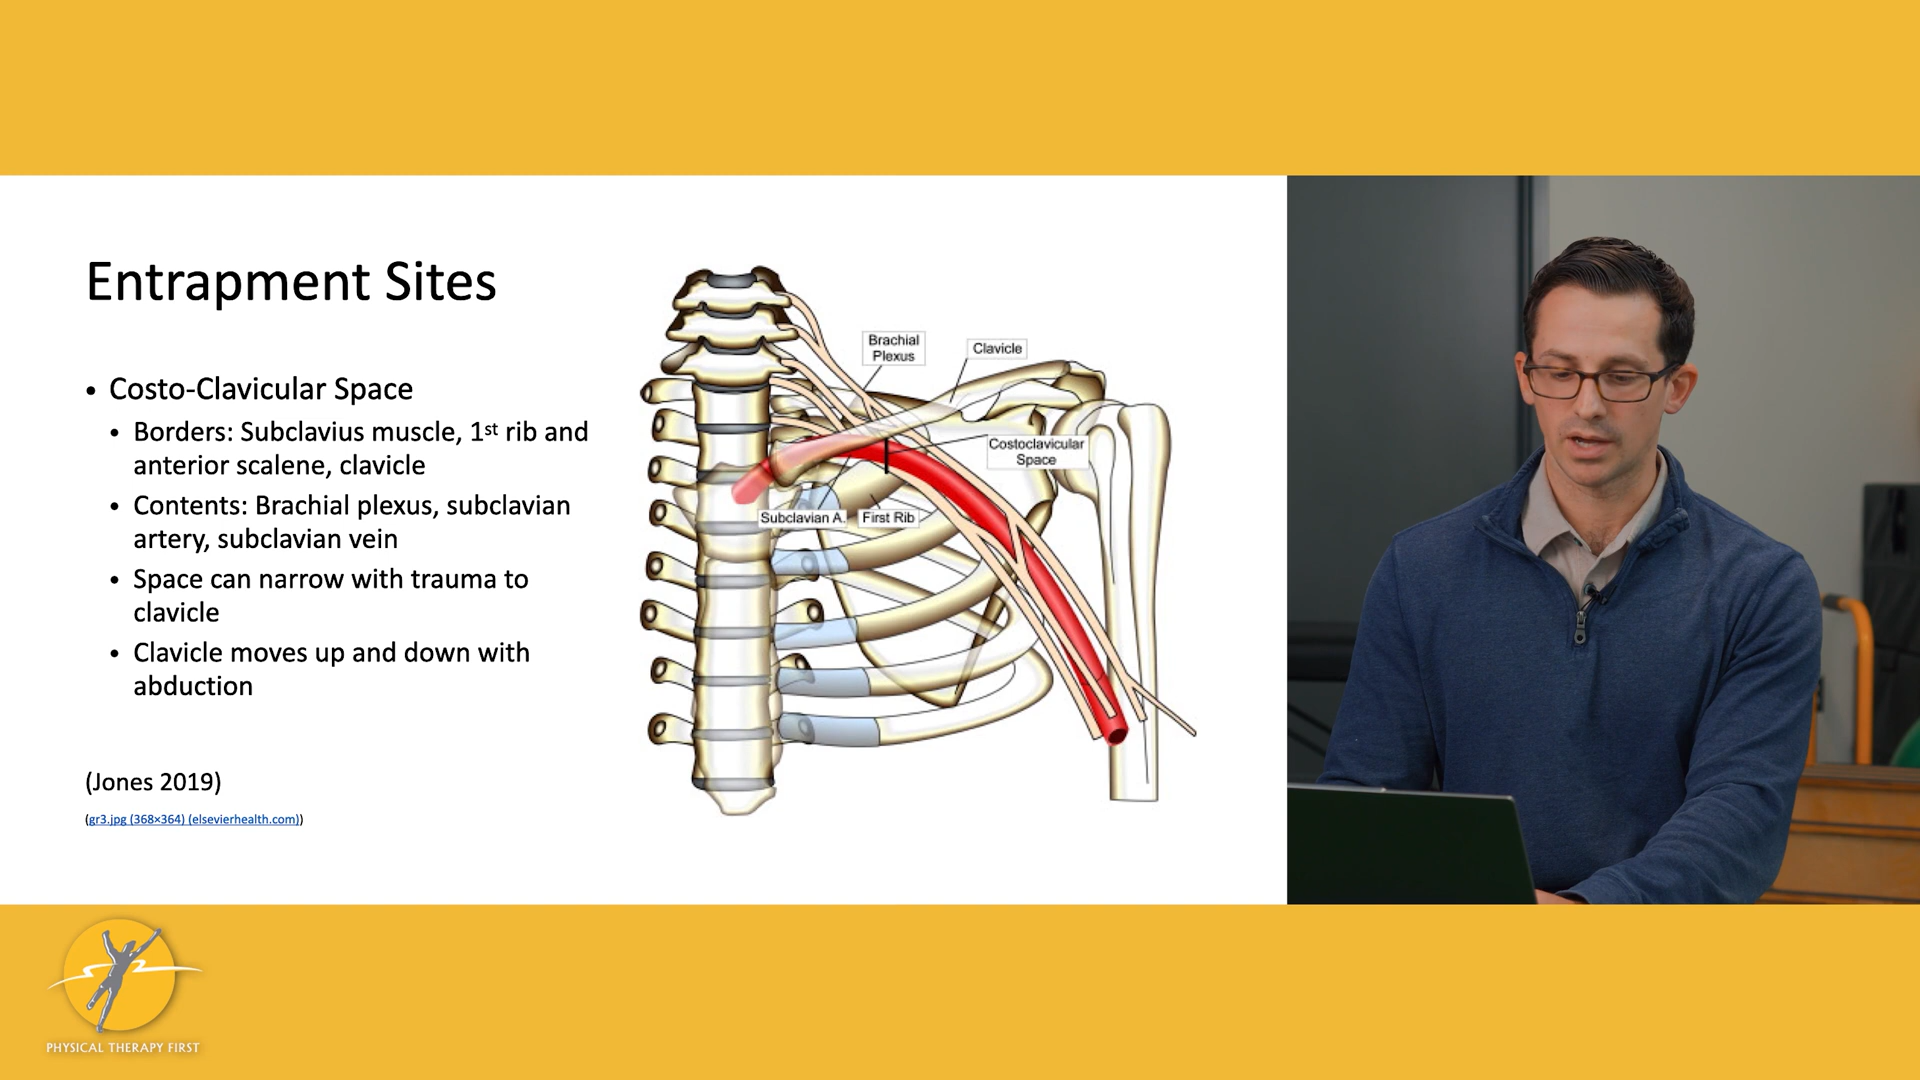 Entrapment Sites
• Costo-Clavicular Space
• Borders: Subclavius muscle, 1st rib and
anterior scalene, clavicle
• Contents: Brachial plexus, subclavian
artery, subclavian vein
• Space can narrow with trauma to
clavicle
• Clavicle moves up and down with
abduction
(Jones 2019)
(gr3.jpg (368×364) (elsevierhealth.com))
Brachial
Plexus
Clavicle
Costoclavicular
Space
Subclavian A.
First Rib
PHYSICAL THERAPY FIRST